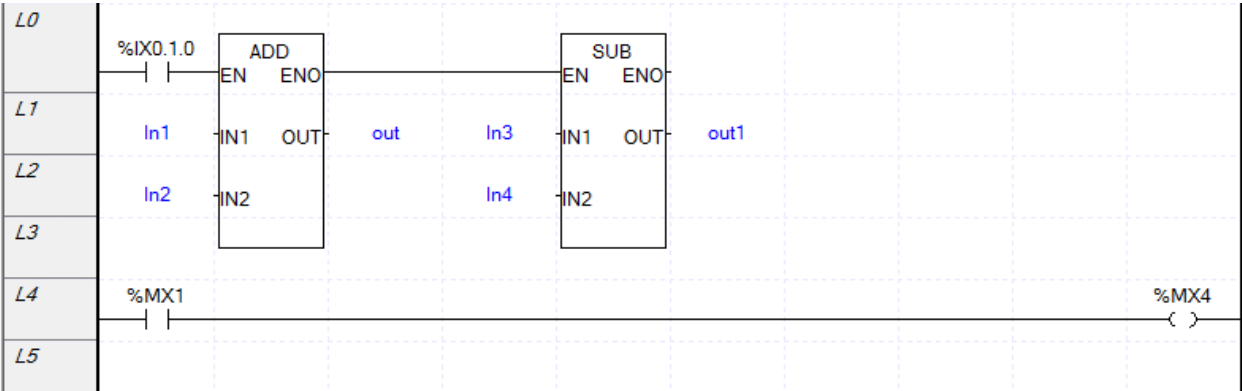 L0
%IX0.1.0 ADD SUB
EN ENO EN ENO
L1
In1 IN1 OUT out In3 IN1 OUT out1
L2
In2 IN2 In4 IN2
L3
L4
%MX1 %MX4
L5